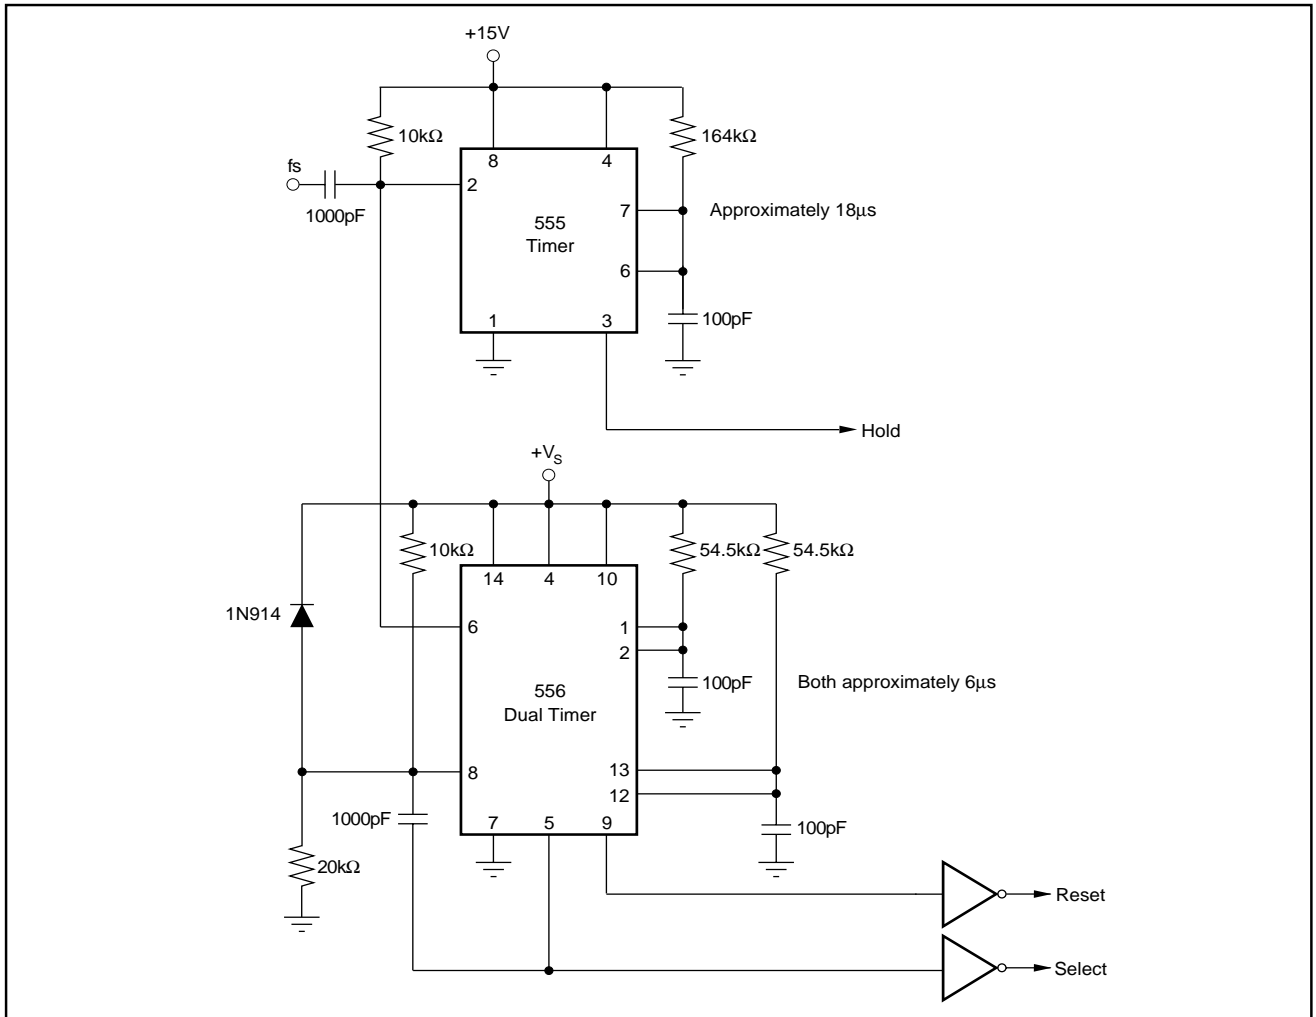 +15V
10kΩ
164kΩ
fs
8
4
2
1000pF
7
Approximately 18μs
555
Timer
6
1
3
100pF
Hold
+VS
10kΩ
54.5kΩ
54.5kΩ
14
4
10
1N914
6
1
2
556
Dual Timer
100pF
Both approximately 6μs
8
13
12
1000pF
7
5
9
100pF
20kΩ
Reset
Select